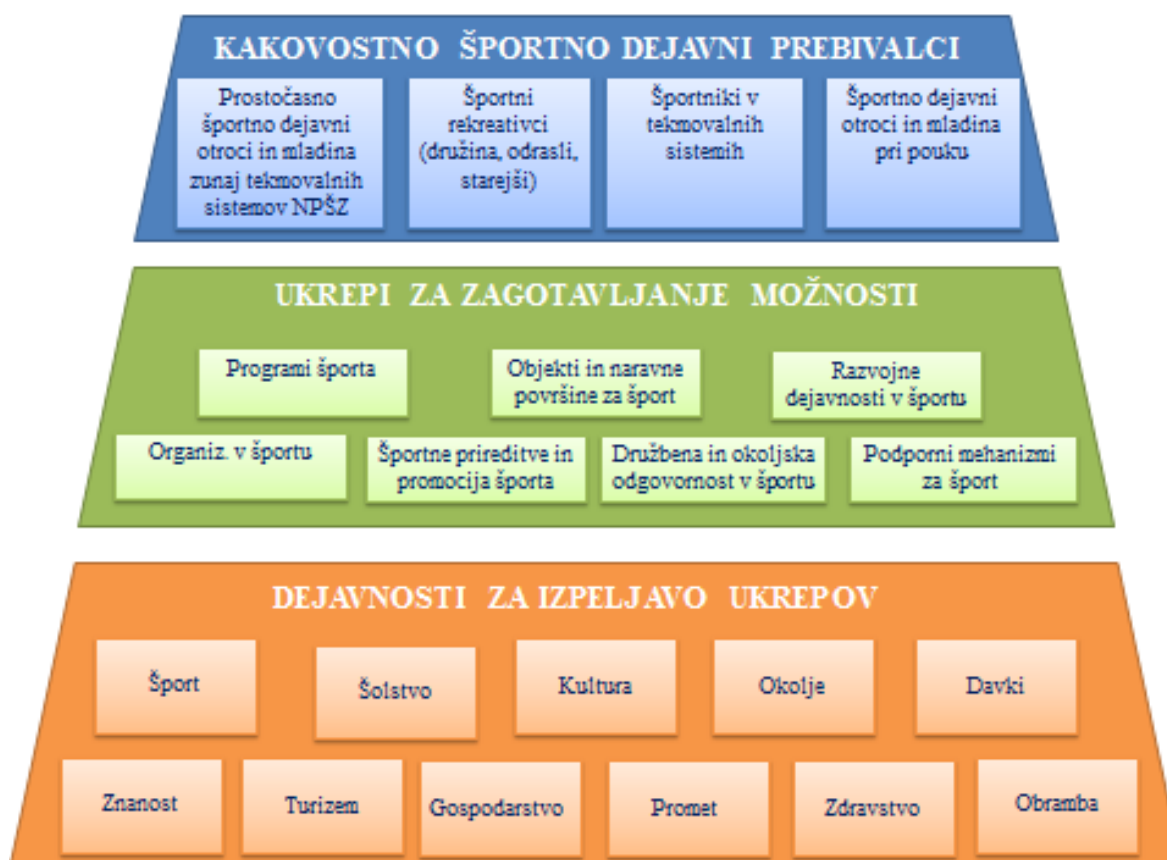 KAKOVOSTNO ŠPORTNO DEJAVNI PREBIVALCI
Prostočasno
športno dejavni
otroci in mladina
zunaj tekmovalnih
sistemov NPŠZ
Športni
rekreativci
(družina, odrasli,
starejši)
Športniki v
tekmovalnih
sistemih
Športno dejavni
otroci in mladina
pri pouku
UKREPI ZA ZAGOTAVLJANJE MOŽNOSTI
Programi športa
Objekti in naravne
površine za šport
Razvojne
dejavnosti v športu
Organiz. v športu
Športne prireditve in
promocija športa
Družbena in okoljska
odgovornost v športu
Podporni mehanizmi
za šport
DEJAVNOSTI ZA IZPELJAVO UKREPOV
Šport
Šolstvo
Kultura
Okolje
Davki
Znanost
Turizem
Gospodarstvo
Promet
Zdravstvo
Obramba